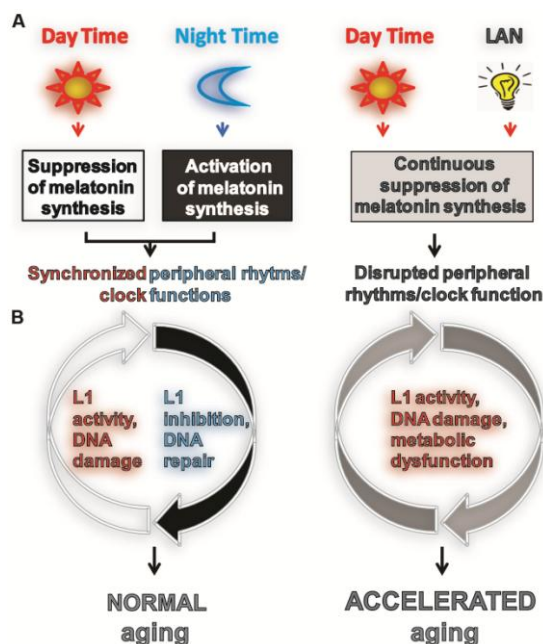 A
Day Time
Night Time
Day Time
LAN
Suppression
of melatonin
synthesis
Activation
of melatonin
synthesis
Continuous
suppression of
melatonin synthesis
Synchronized peripheral rhytms/
clock functions
Disrupted peripheral
rhythms/clock function
B
L1
activity,
DNA
damage
L1
inhibition,
DNA
repair
L1 activity,
DNA damage,
metabolic
dysfunction
NORMAL
aging
ACCELERATED
aging